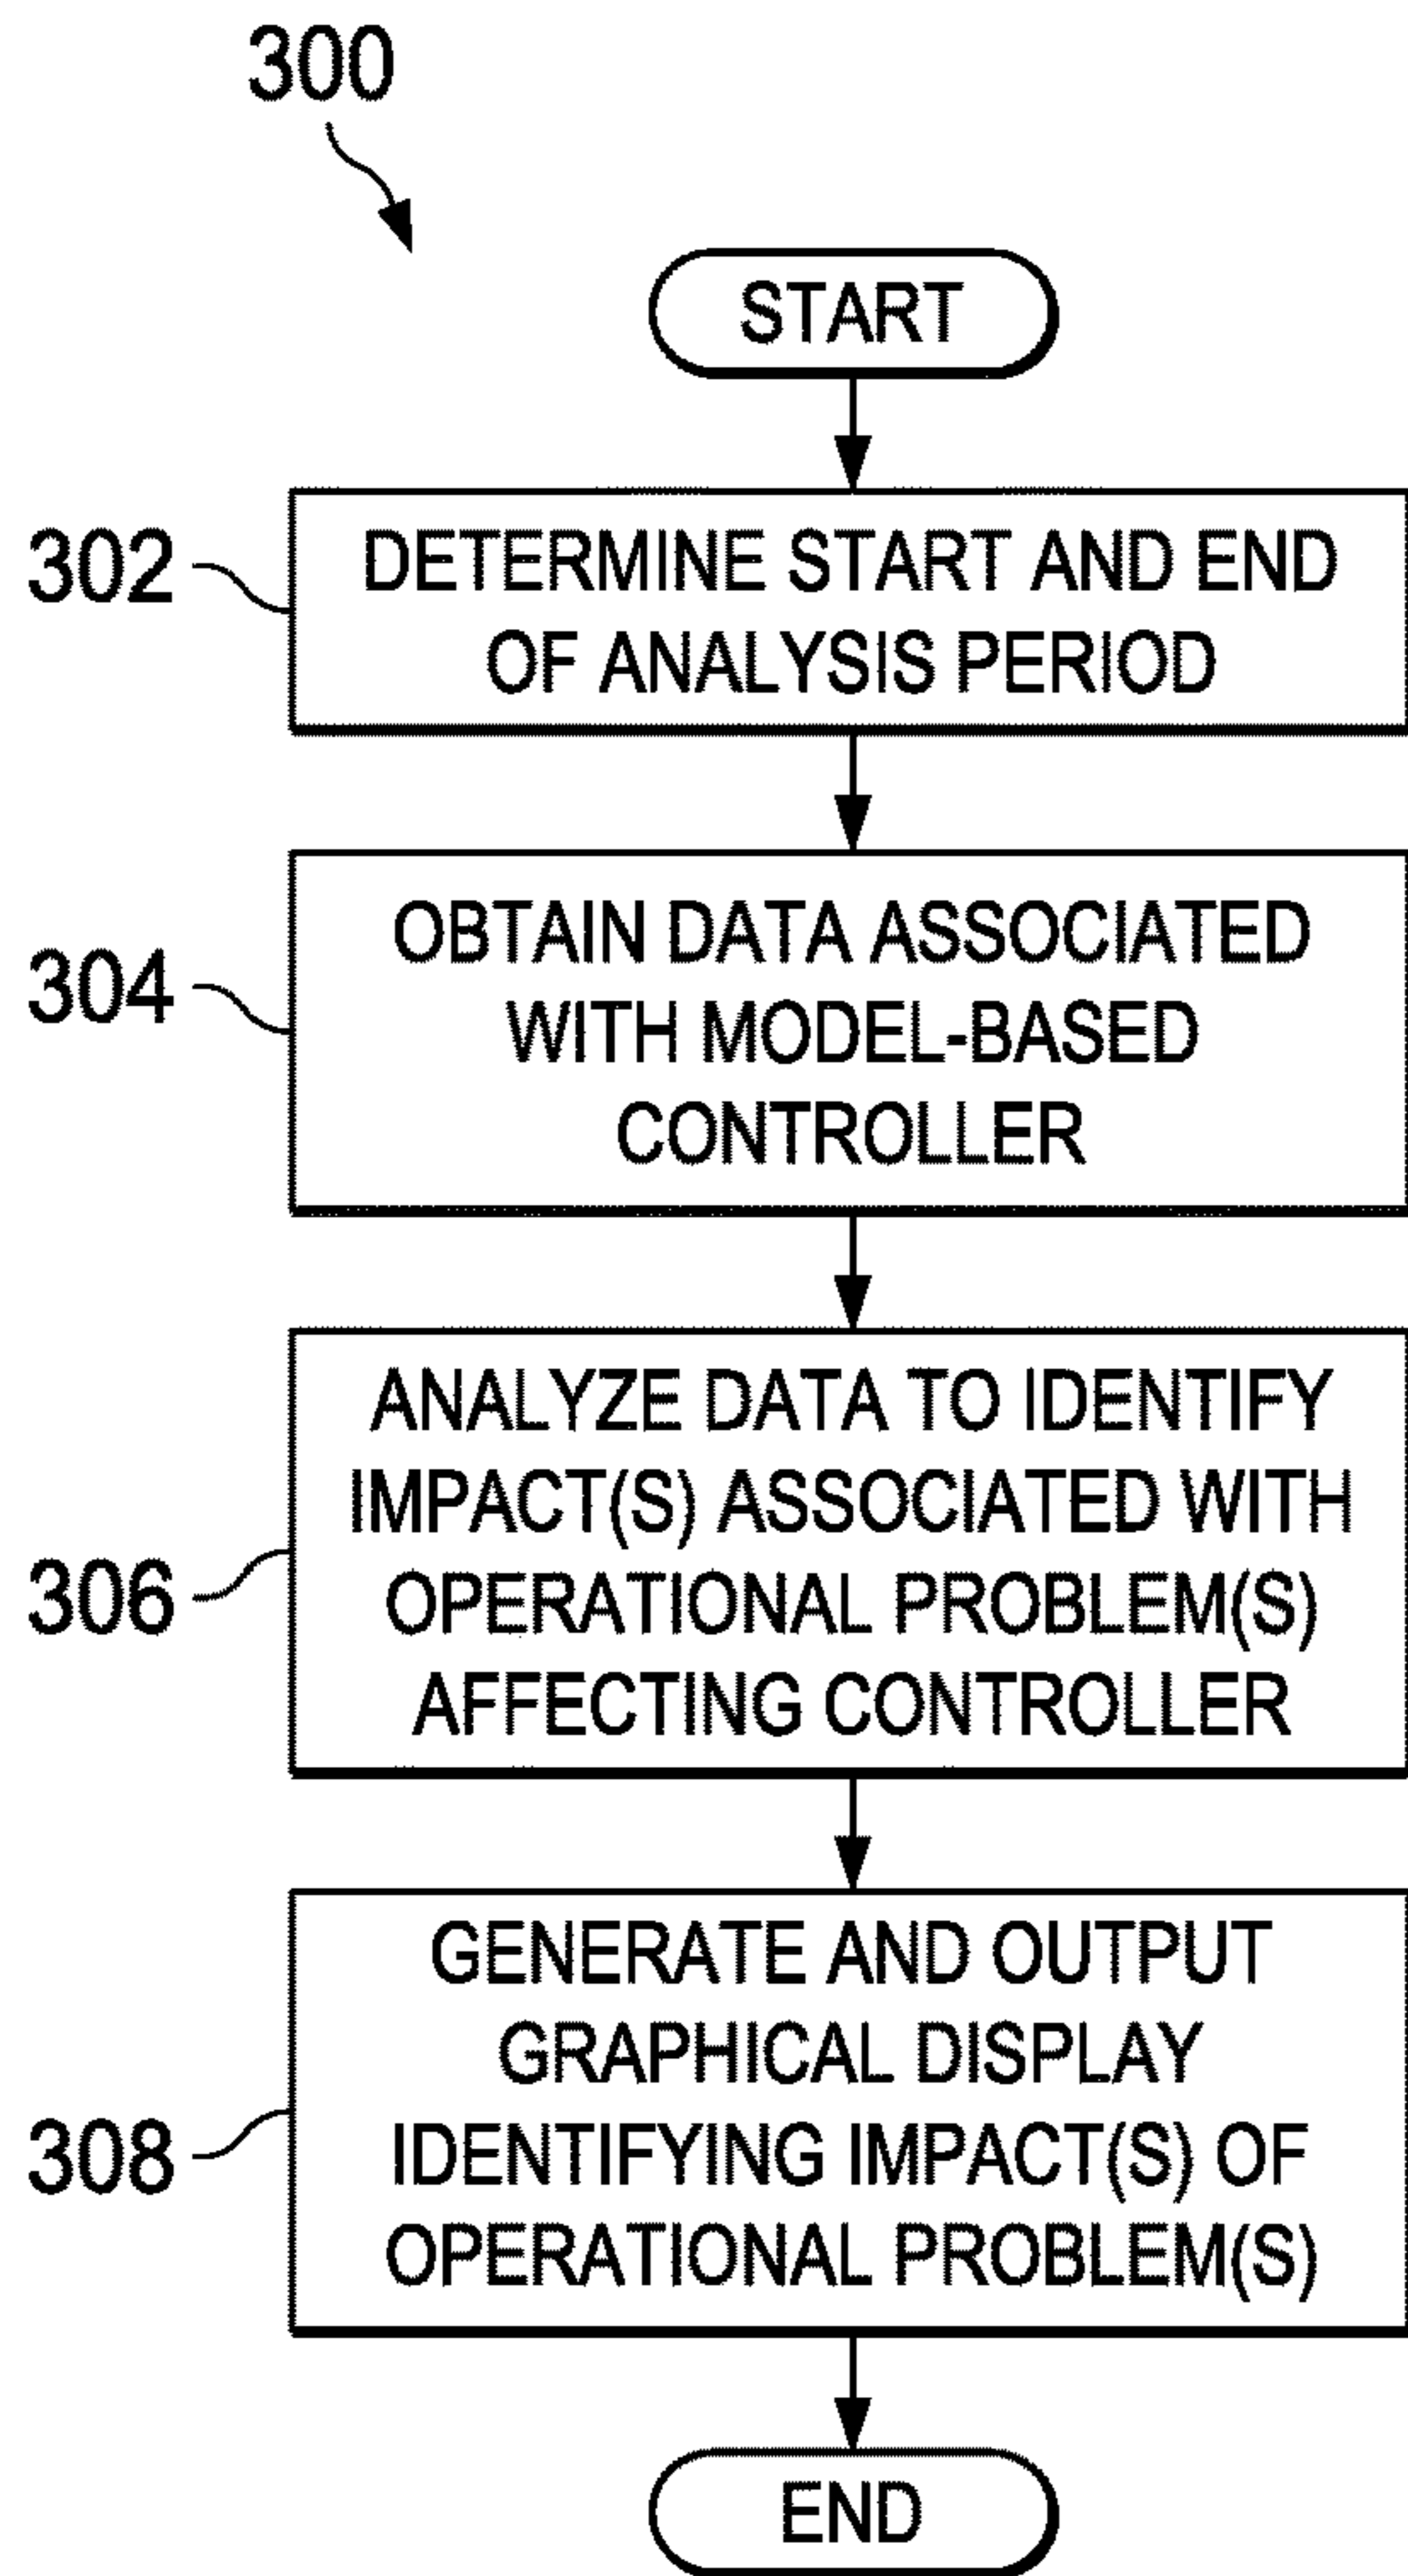 300
START
302
DETERMINE START AND END
OF ANALYSIS PERIOD
304
OBTAIN DATA ASSOCIATED
WITH MODEL-BASED
CONTROLLER
306
ANALYZE DATA TO IDENTIFY
IMPACT(S) ASSOCIATED WITH
OPERATIONAL PROBLEM(S)
AFFECTING CONTROLLER
308
GENERATE AND OUTPUT
GRAPHICAL DISPLAY
IDENTIFYING IMPACT(S) OF
OPERATIONAL PROBLEM(S)
END